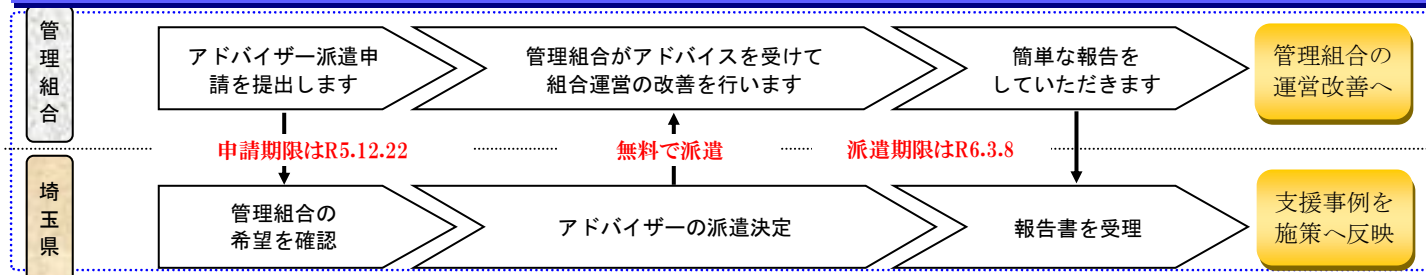 管理組合
アドバイザー派遣申
請を提出します
管理組合がアドバイスを受けて
組合運営の改善を行います
簡単な報告を
していただきます
管理組合の
運営改善へ
申請期限はR5.12.22
無料で派遣
派遣期限はR6.3.8
埼玉県
管理組合の
希望を確認
アドバイザーの派遣決定
報告書を受理
支援事例を
施策へ反映